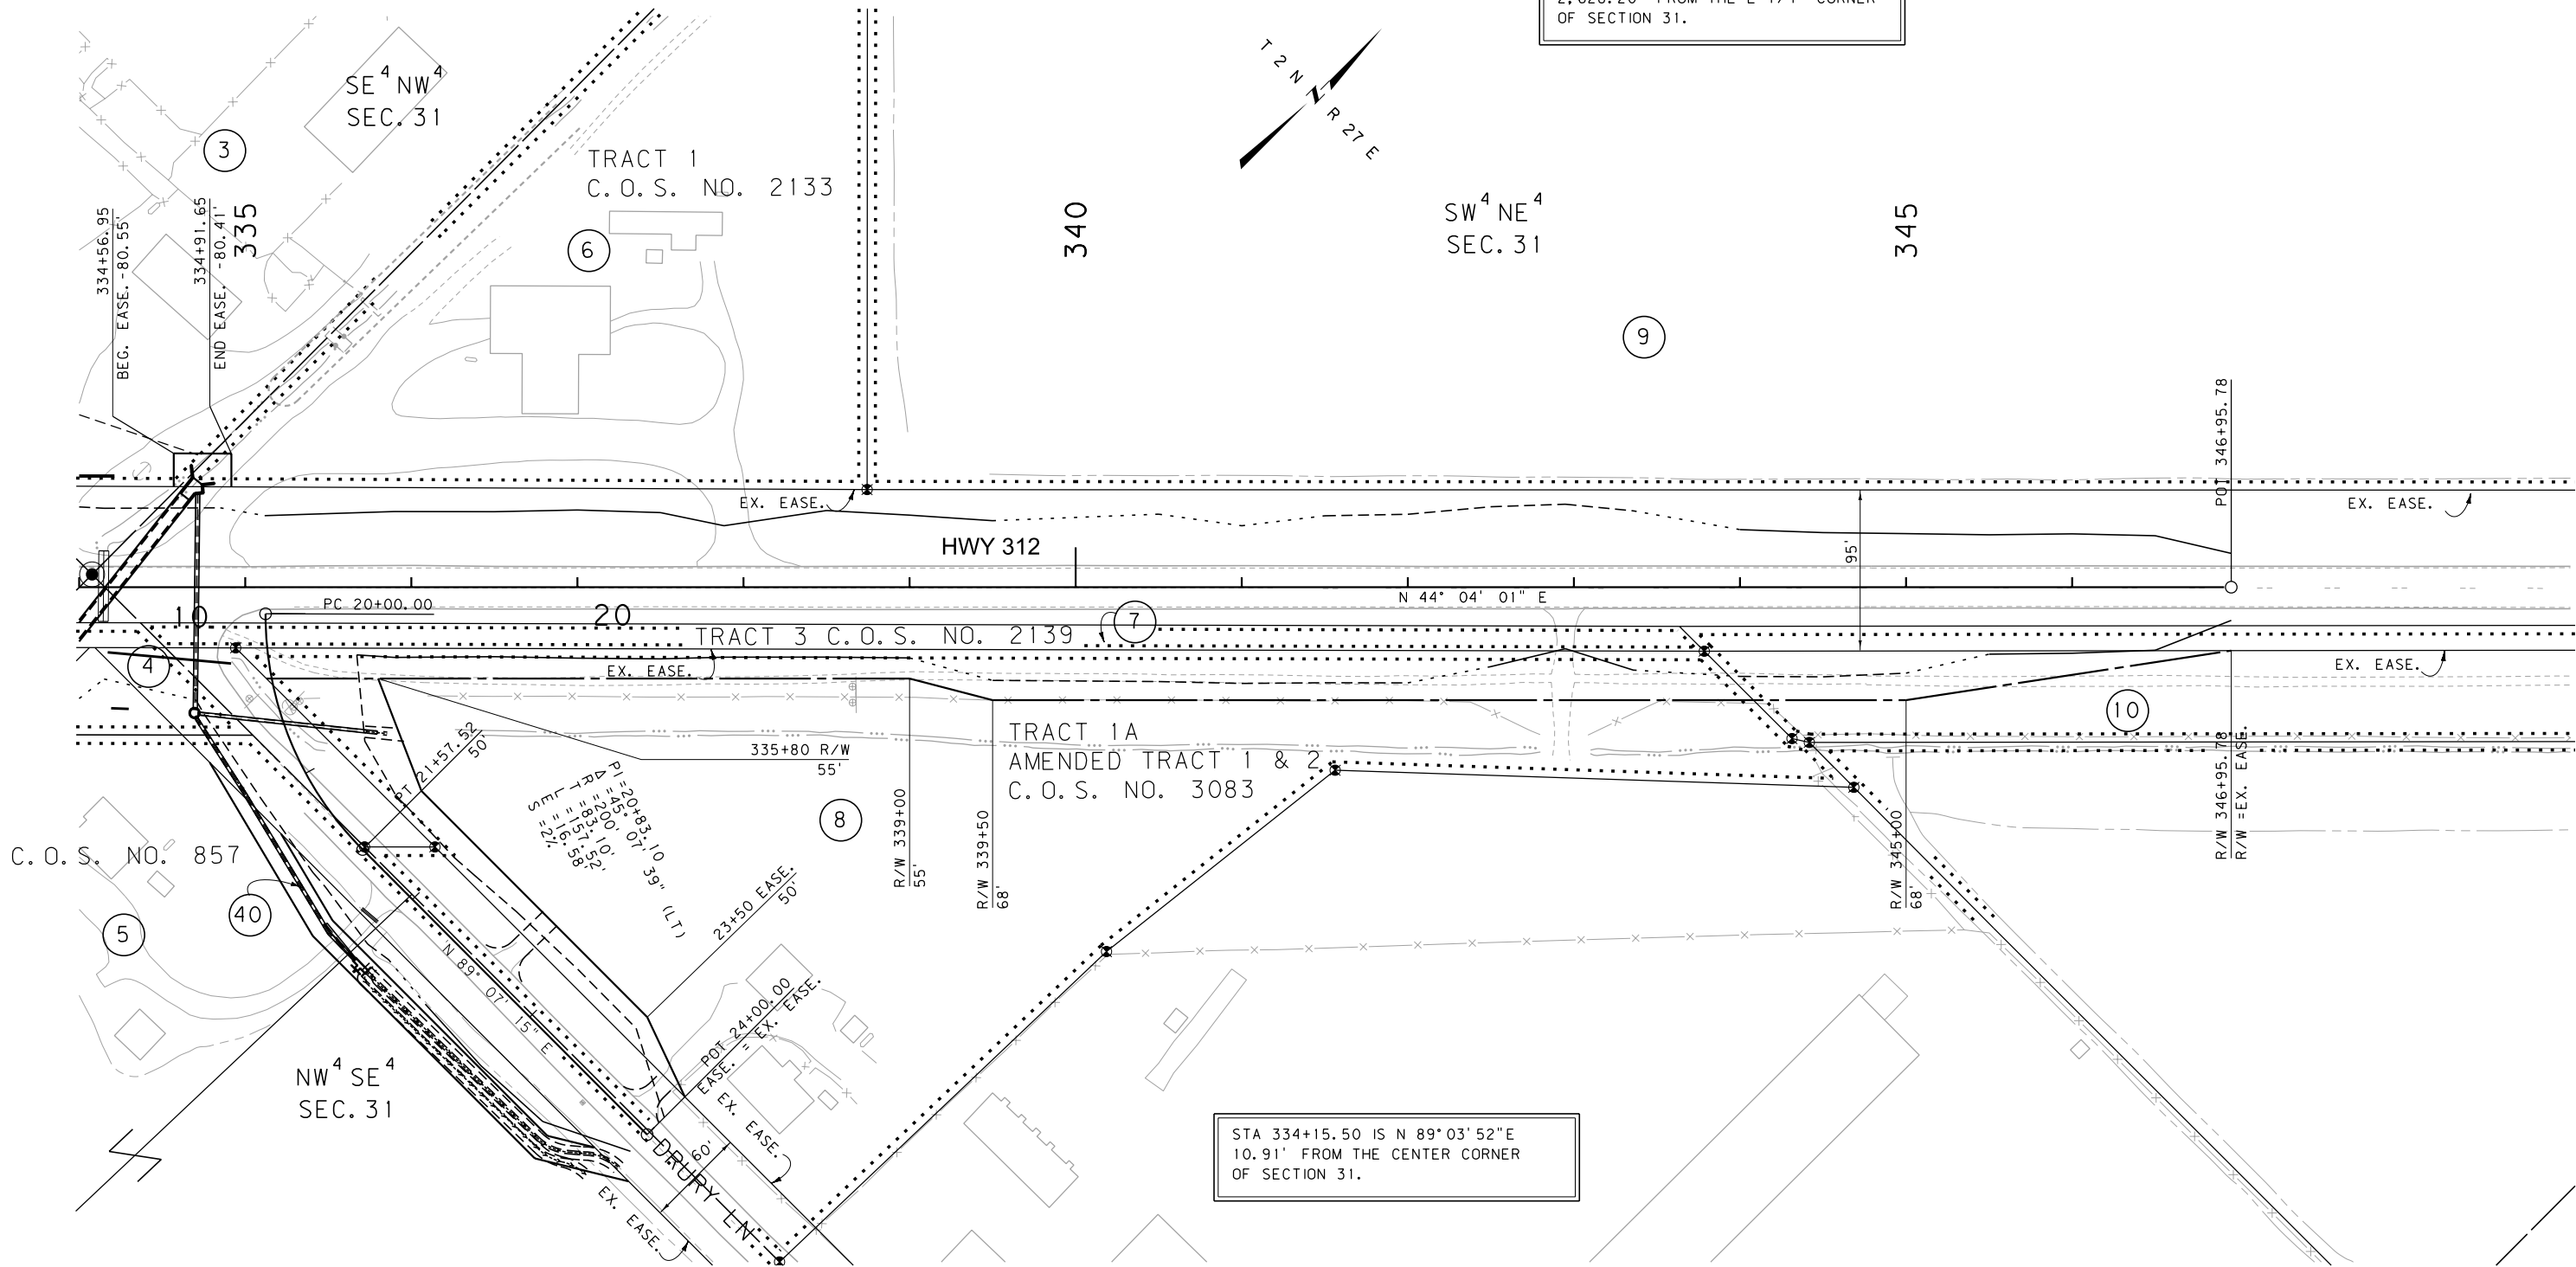 OF SECTION 31.
T 2 N
R 27 E
SE4 NW4
SEC. 31
3
TRACT 1
C.O.S. NO. 2133
6
334+56.95
BEG. EASE. -80.55'
334+91.65
END EASE. -80.41'
335
340
SW4 NE4
SEC. 31
345
9
POT 346+95.78
EX. EASE.
EX. EASE.
HWY 312
95'
N 44° 04' 01" E
10
PC 20+00.00
20
TRACT 3 C.O.S. NO. 2139
7
4
EX. EASE.
EX. EASE.
10
PT 21+57.52
50'
335+80 R/W
55'
TRACT 1A
AMENDED TRACT 1 & 2
C.O.S. NO. 3083
PI=20+83.10
Δ =45° 07' 39" (LT)
R =200'
T =83.10'
L =157.52'
E =16.58'
S =2%
8
R/W 339+00
55'
R/W 339+50
68'
R/W 345+00
68'
R/W 346+95.78
R/W =EX. EASE.
C.O.S. NO. 857
40
5
23+50 EASE.
50'
N 89° 07' 15" E
POT 24+00.00
EASE. = EX. EASE.
EX. EASE.
NW4 SE4
SEC. 31
60'
DRURY LN
EX. EASE.
STA 334+15.50 IS N 89°03'52"E
10.91' FROM THE CENTER CORNER
OF SECTION 31.